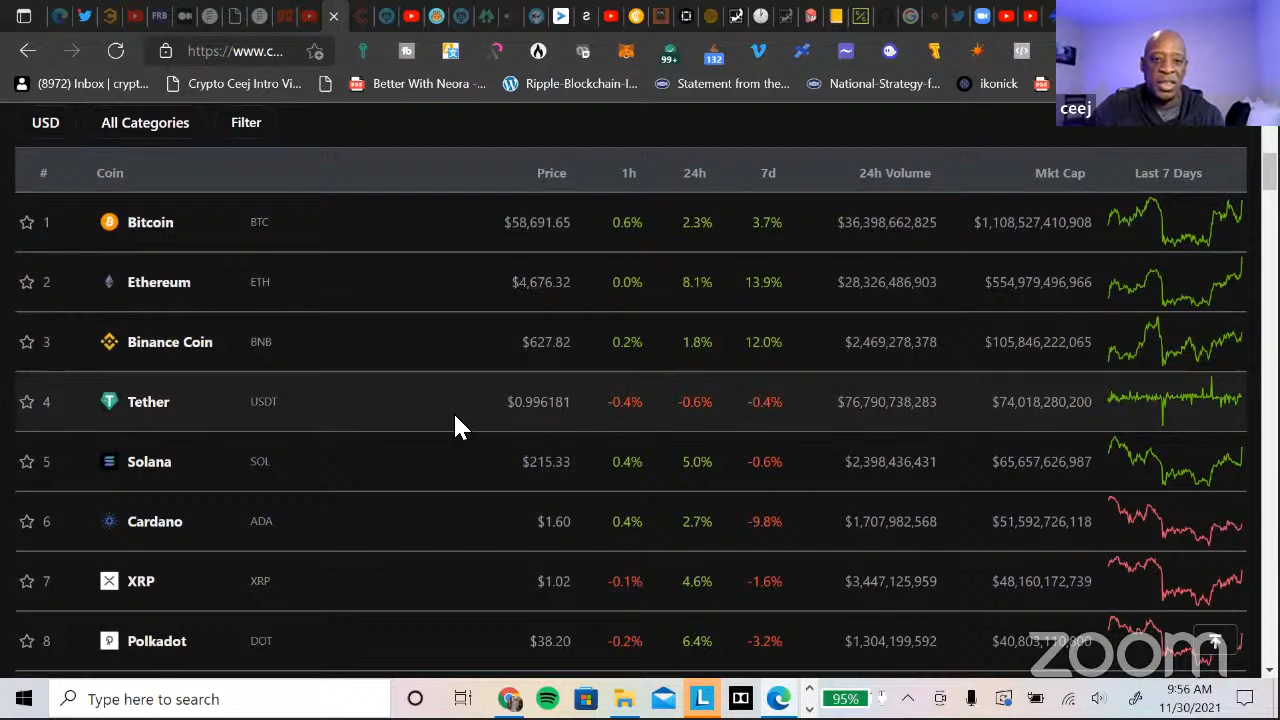 FRB
https://www.c...
99+
132
(8972) Inbox | crypt... Crypto Ceej Intro Vi... Better With Neora-... Ripple-Blockchain-I... Statement from the... National-Strategy-f... ikonick
ceej
USD All Categories Filter
# Coin Price 1h 24h 7d 24h Volume Mkt Cap Last 7 Days
1 Bitcoin BTC $58,691.65 0.6% 2.3% 3.7% $36,398,662,825 $1,108,527,410,908
2 Ethereum ETH $4,676.32 0.0% 8.1% 13.9% $28,326,486,903 $554,979,496,966
3 Binance Coin BNB $627.82 0.2% 1.8% 12.0% $2,469,278,378 $105,846,222,065
4 Tether USDT $0.996181 -0.4% -0.6% -0.4% $76,790,738,283 $74,018,280,200
5 Solana SOL $215.33 0.4% 5.0% -0.6% $2,398,436,431 $65,657,626,987
6 Cardano ADA $1.60 0.4% 2.7% -9.8% $1,707,982,568 $51,592,726,118
7 XRP XRP $1.02 -0.1% 4.6% -1.6% $3,447,125,959 $48,160,172,739
8 Polkadot DOT $38.20 -0.2% 6.4% -3.2% $1,304,199,592 $40,803,110,800
zoom
Type here to search
95%
9:56 AM
11/30/2021